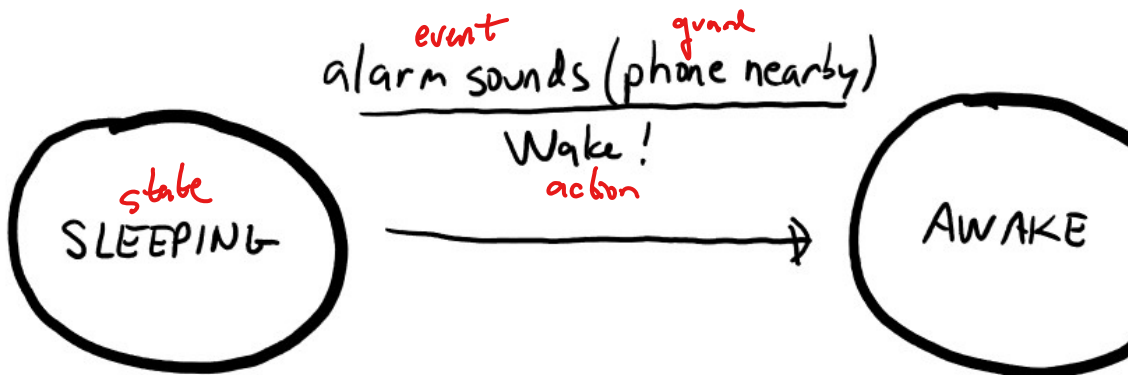 event guard
alarm sounds (phone nearby)
Wake!
action
state
SLEEPING
AWAKE